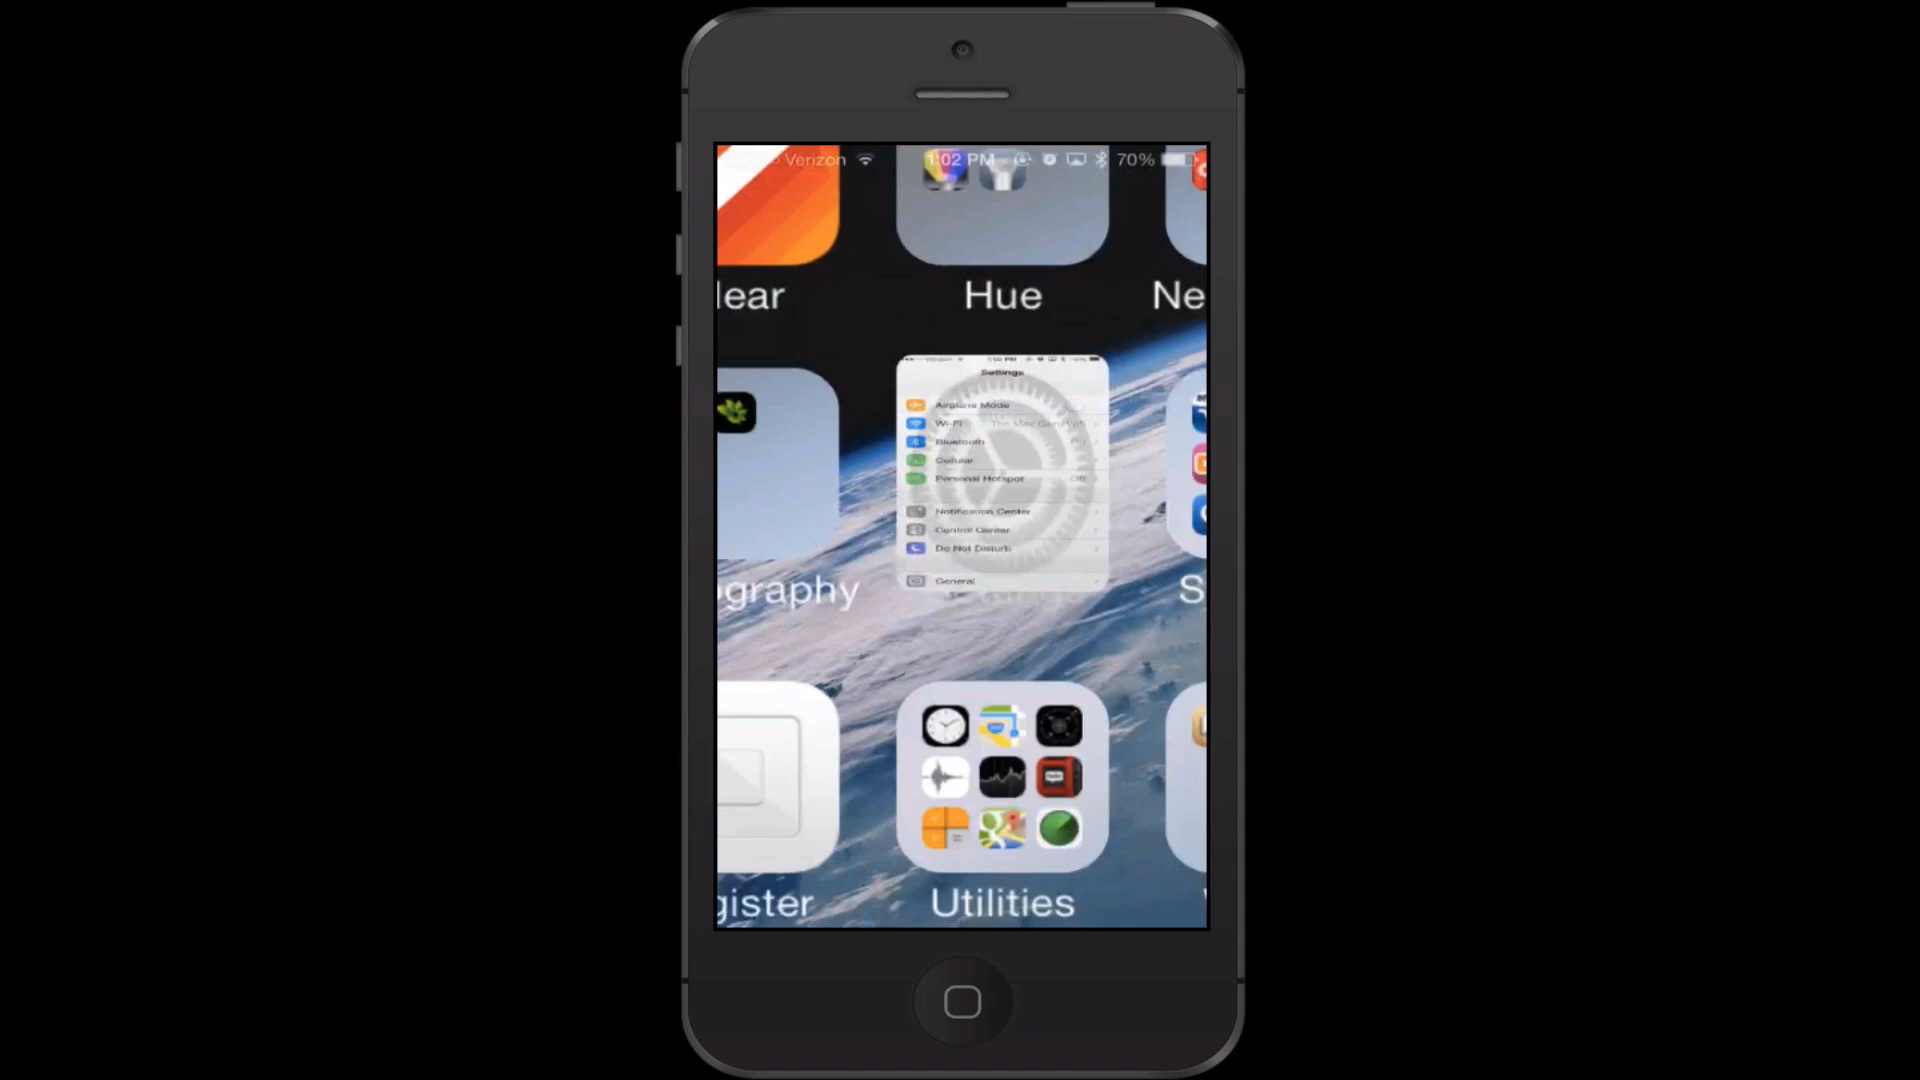 Verizon 1:02 PM 70%
lear Hue Ne
Settings
Airplane Mode
Wi-Fi
Bluetooth
Cellular
Personal Hotspot Off
Notification Center
Control Center
Do Not Disturb
General
ography S
gister Utilities